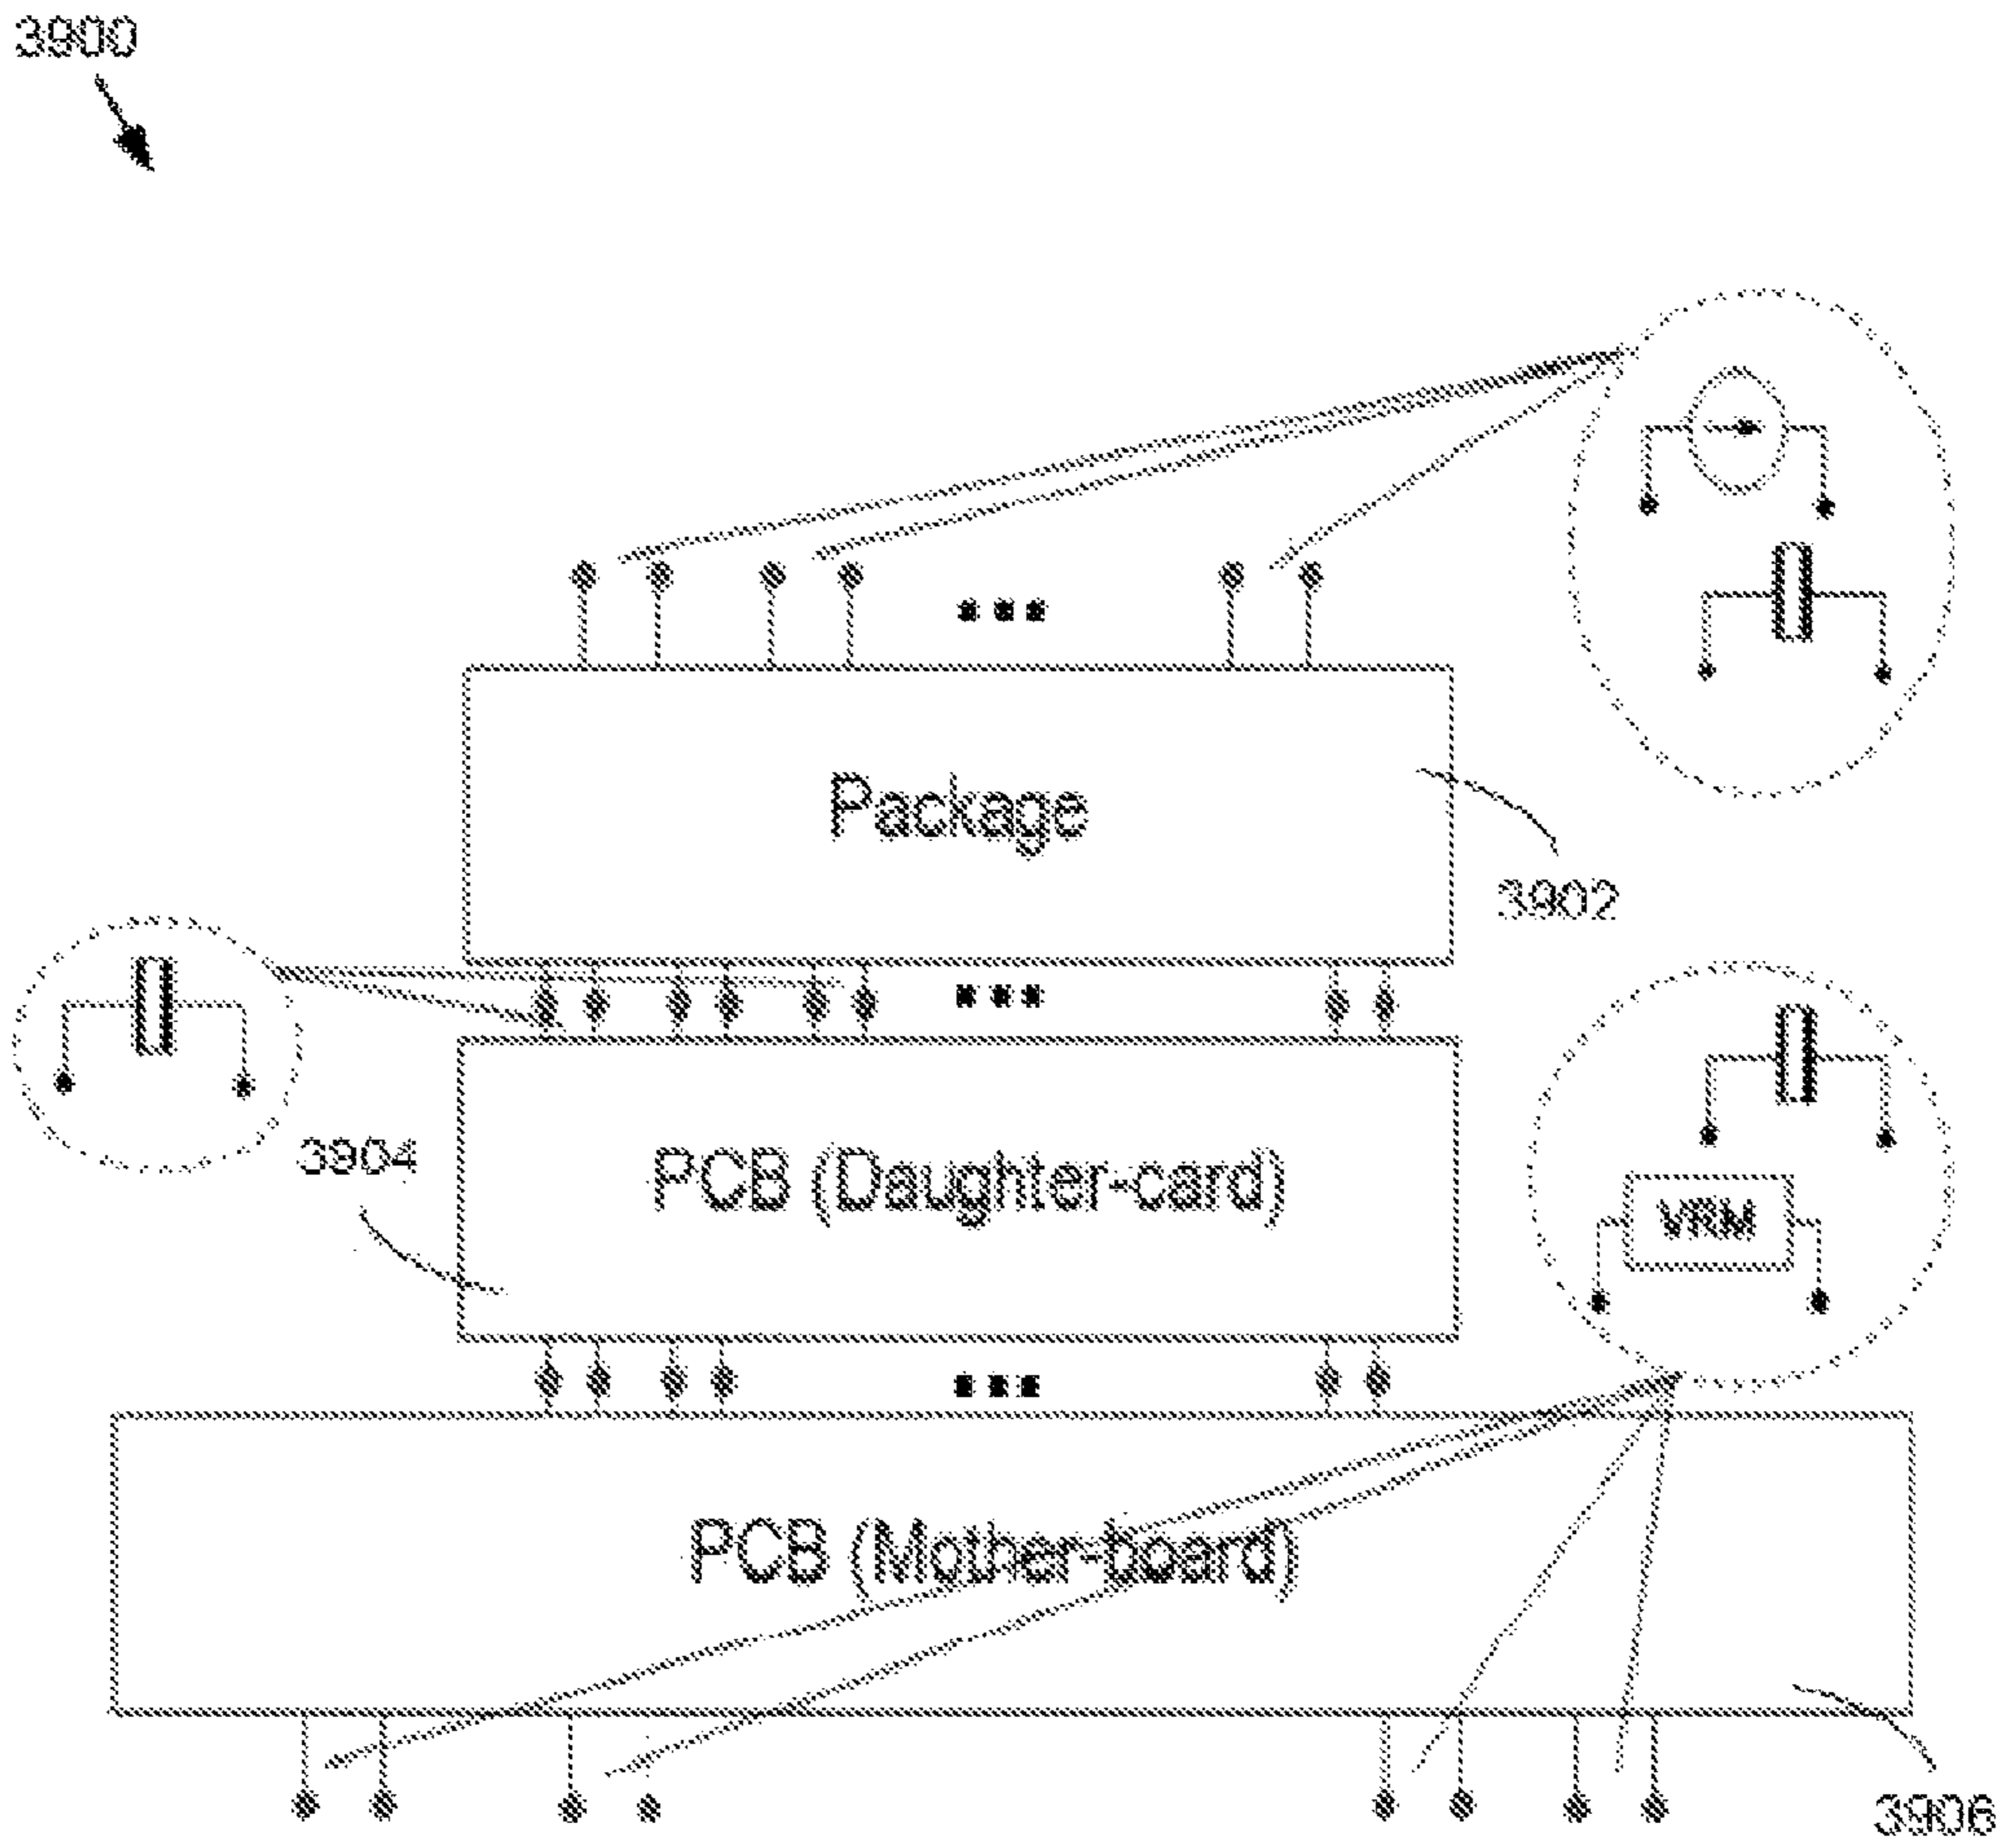 3900
Package
3902
3904
PCB (Daughter-card)
VRM
PCB (Mother-board)
3906